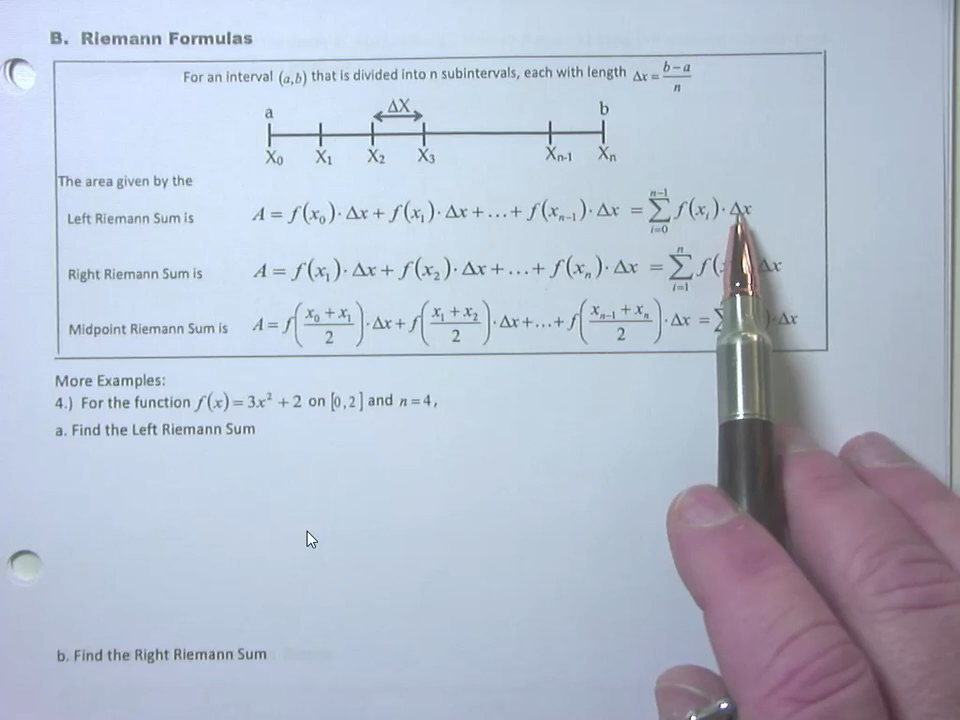 B. Riemann Formulas
For an interval (a,b) that is divided into n subintervals, each with length Δx = b−a / n
a ΔX b
X₀ X₁ X₂ X₃ Xₙ₋₁ Xₙ
The area given by the
Left Riemann Sum is A = f(x₀)·Δx + f(x₁)·Δx + ... + f(xₙ₋₁)·Δx = ∑ᵢ₌₀ⁿ⁻¹ f(xᵢ)·Δx
Right Riemann Sum is A = f(x₁)·Δx + f(x₂)·Δx + ... + f(xₙ)·Δx = ∑ᵢ₌₁ⁿ f( Δx
Midpoint Riemann Sum is A = f((x₀ + x₁)/2)·Δx + f((x₁ + x₂)/2)·Δx + ... + f((xₙ₋₁ + xₙ)/2)·Δx = ∑ )·Δx
More Examples:
4.) For the function f(x) = 3x² + 2 on [0,2] and n = 4,
a. Find the Left Riemann Sum
b. Find the Right Riemann Sum